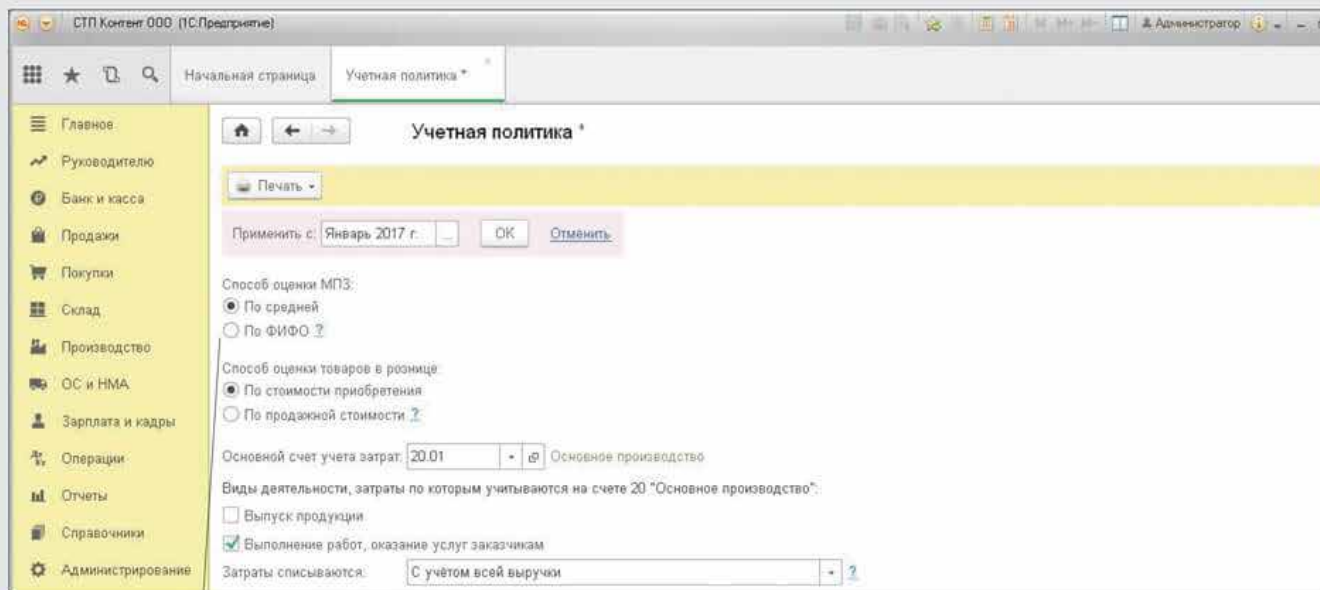 СТП Контент ООО (1С:Предприятие)
Администратор
Начальная страница
Учетная политика *
Главное
Руководителю
Банк и касса
Продажи
Покупки
Склад
Производство
ОС и НМА
Зарплата и кадры
Операции
Отчеты
Справочники
Администрирование
Учетная политика *
Печать
Применить с: Январь 2017 г. ... ОК Отменить
Способ оценки МПЗ:
По средней
По ФИФО ?
Способ оценки товаров в рознице:
По стоимости приобретения
По продажной стоимости ?
Основной счет учета затрат: 20.01 Основное производство
Виды деятельности, затраты по которым учитываются на счете 20 "Основное производство":
Выпуск продукции
Выполнение работ, оказание услуг заказчикам
Затраты списываются: С учётом всей выручки ?